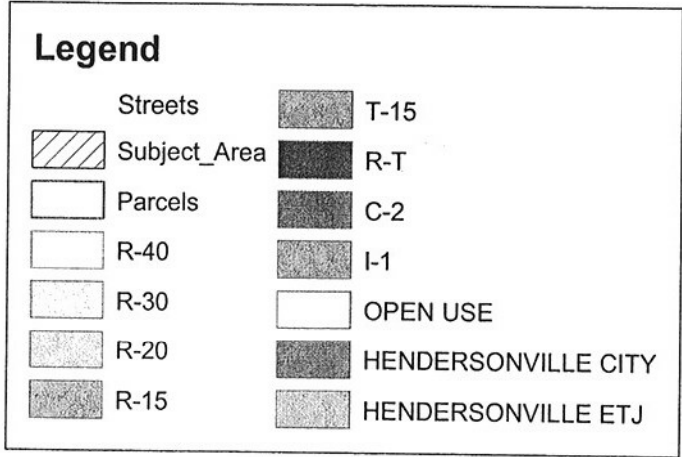 Legend
Streets
Subject_Area
Parcels
R-40
R-30
R-20
R-15
T-15
R-T
C-2
I-1
OPEN USE
HENDERSONVILLE CITY
HENDERSONVILLE ETJ